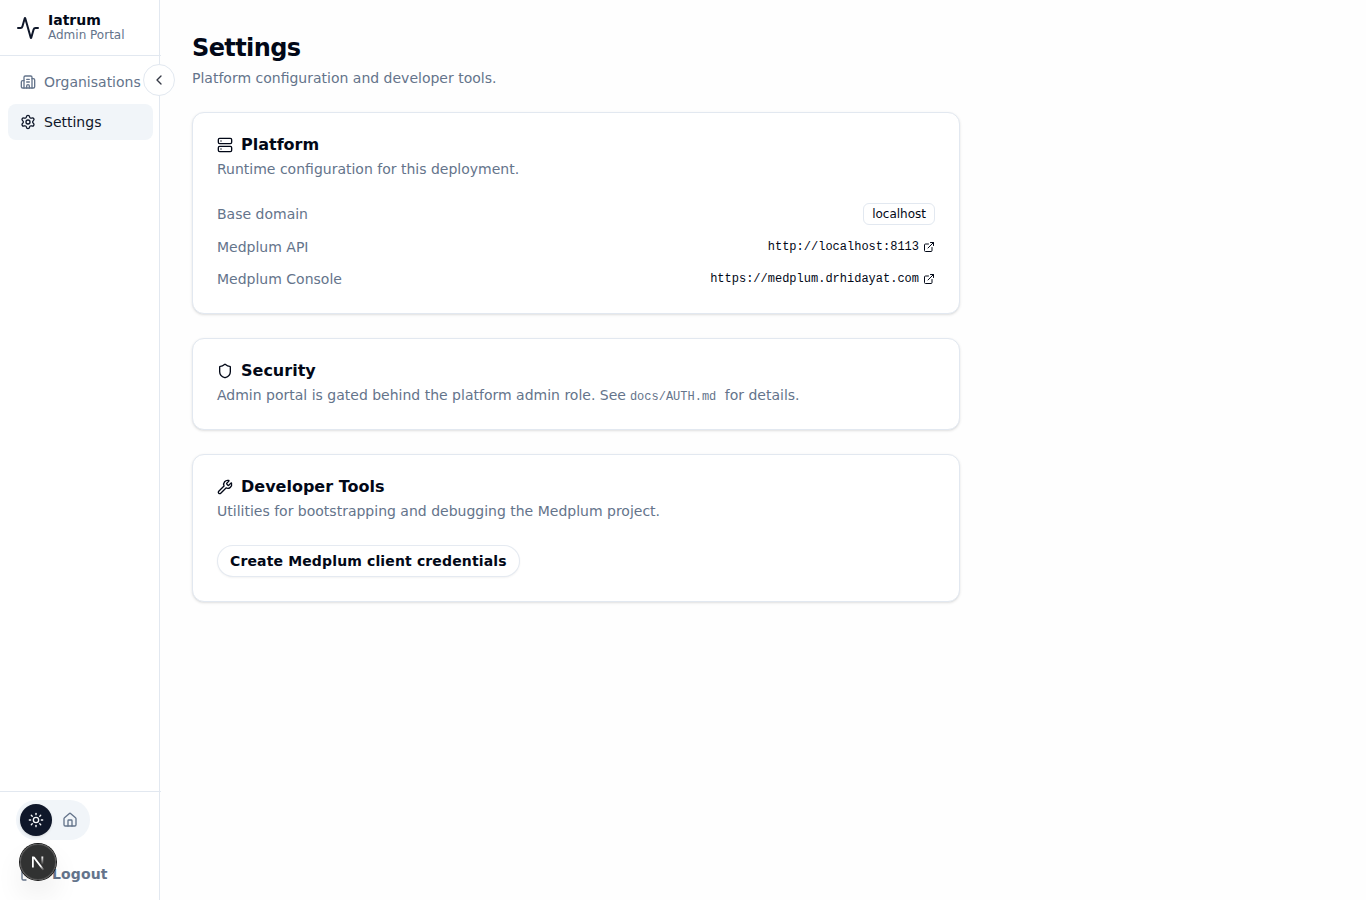 Iatrum
Admin Portal
Organisations
Settings
Settings
Platform configuration and developer tools.
Platform
Runtime configuration for this deployment.
Base domain
localhost
Medplum API
http://localhost:8113
Medplum Console
https://medplum.drhidayat.com
Security
Admin portal is gated behind the platform admin role. See docs/AUTH.md for details.
Developer Tools
Utilities for bootstrapping and debugging the Medplum project.
Create Medplum client credentials
N
Logout